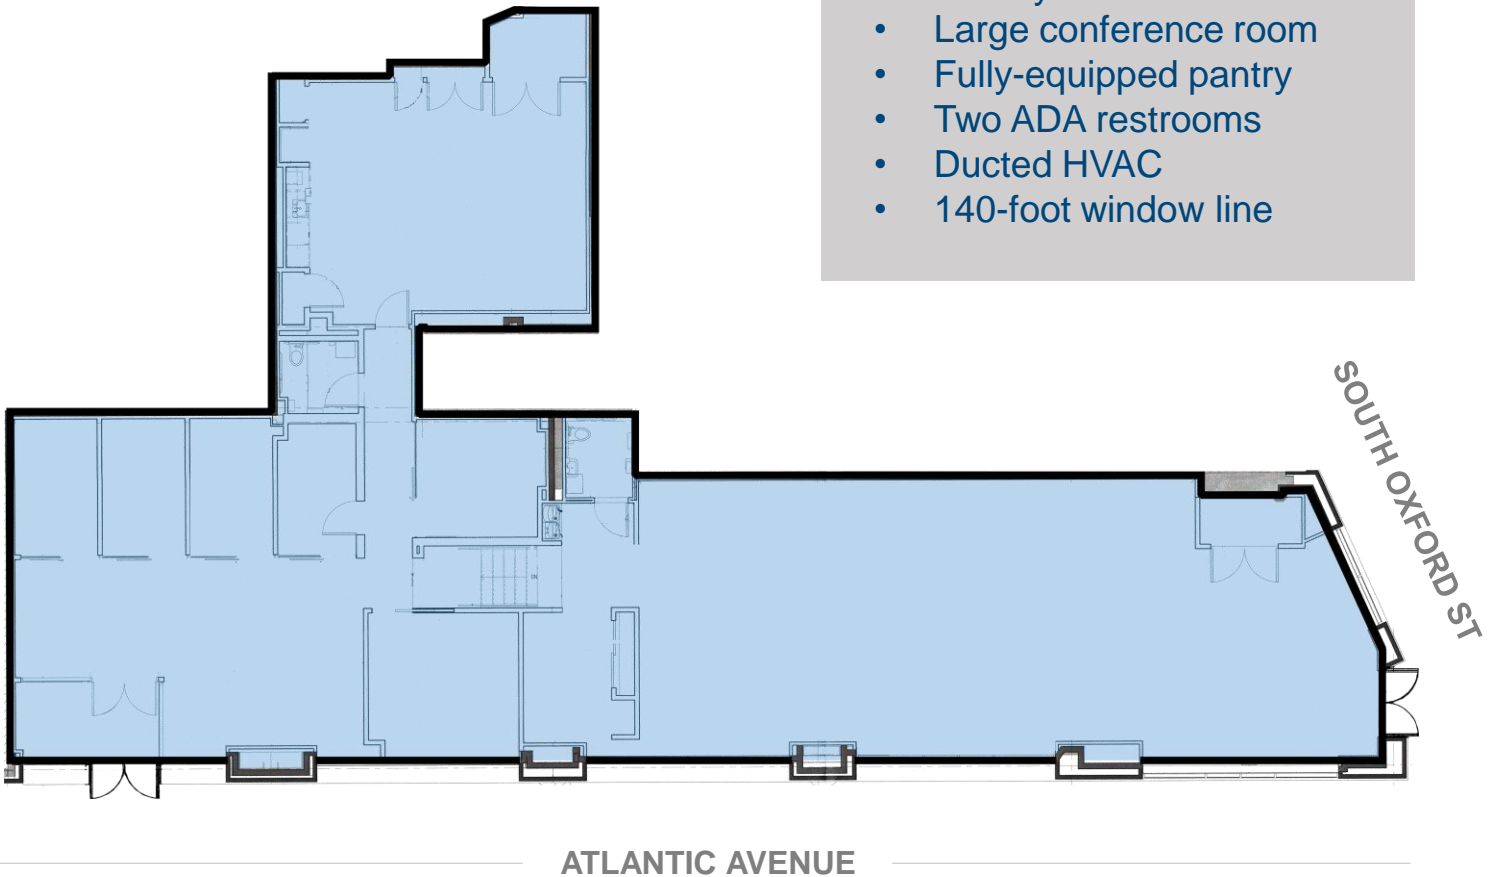 • Large conference room
• Fully-equipped pantry
• Two ADA restrooms
• Ducted HVAC
• 140-foot window line
SOUTH OXFORD ST
DN
ATLANTIC AVENUE